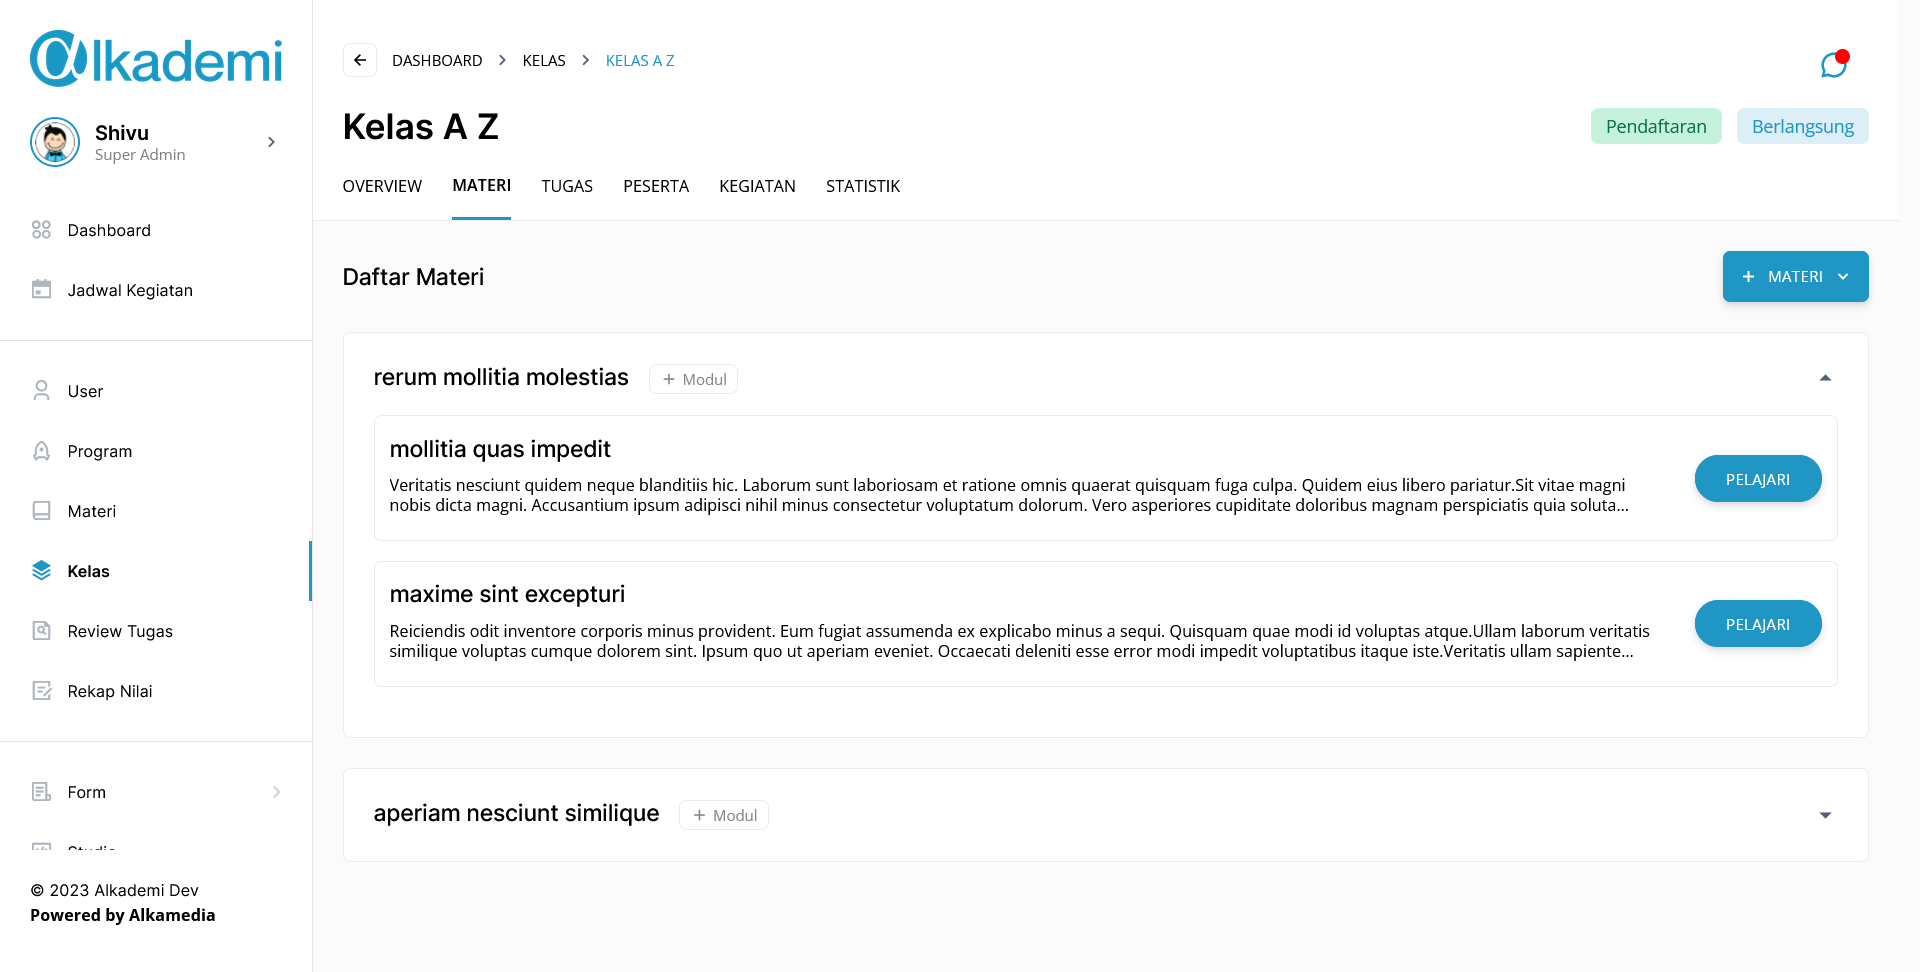 Alkademi
Shivu
Super Admin
Dashboard
Jadwal Kegiatan
User
Program
Materi
Kelas
Review Tugas
Rekap Nilai
Form
Studio
© 2023 Alkademi Dev
Powered by Alkamedia
DASHBOARD > KELAS > KELAS A Z
Kelas A Z
Pendaftaran
Berlangsung
OVERVIEW
MATERI
TUGAS
PESERTA
KEGIATAN
STATISTIK
Daftar Materi
+ MATERI
rerum mollitia molestias
+ Modul
mollitia quas impedit
Veritatis nesciunt quidem neque blanditiis hic. Laborum sunt laboriosam et ratione omnis quaerat quisquam fuga culpa. Quidem eius libero pariatur.Sit vitae magni
nobis dicta magni. Accusantium ipsum adipisci nihil minus consectetur voluptatum dolorum. Vero asperiores cupiditate doloribus magnam perspiciatis quia soluta...
PELAJARI
maxime sint excepturi
Reiciendis odit inventore corporis minus provident. Eum fugiat assumenda ex explicabo minus a sequi. Quisquam quae modi id voluptas atque.Ullam laborum veritatis
similique voluptas cumque dolorem sint. Ipsum quo ut aperiam eveniet. Occaecati deleniti esse error modi impedit voluptatibus itaque iste.Veritatis ullam sapiente...
PELAJARI
aperiam nesciunt similique
+ Modul